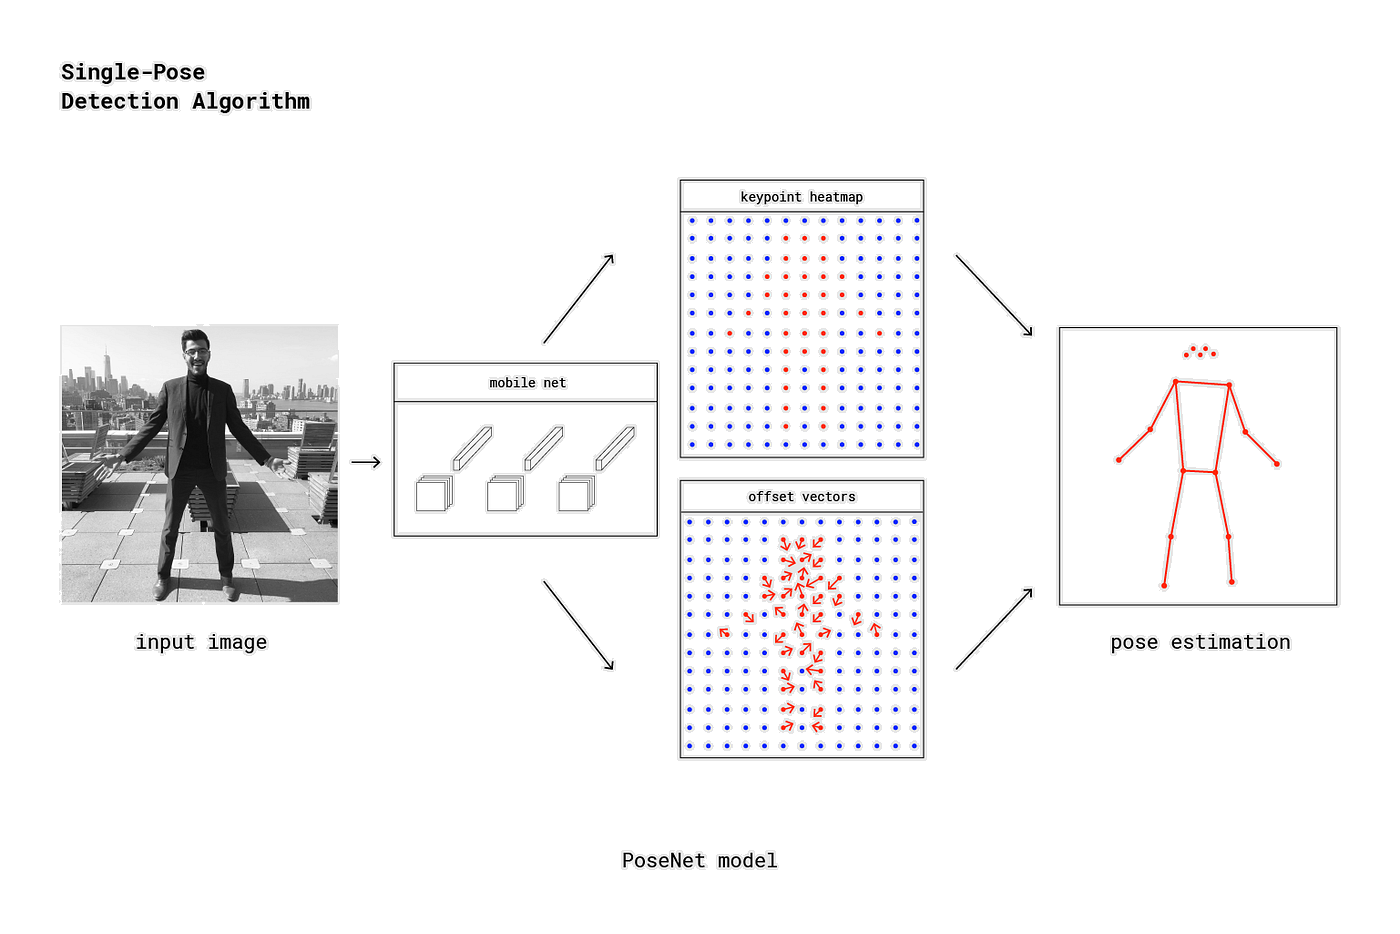 Single-Pose
Detection Algorithm
keypoint heatmap
mobile net
offset vectors
input image
pose estimation
PoseNet model